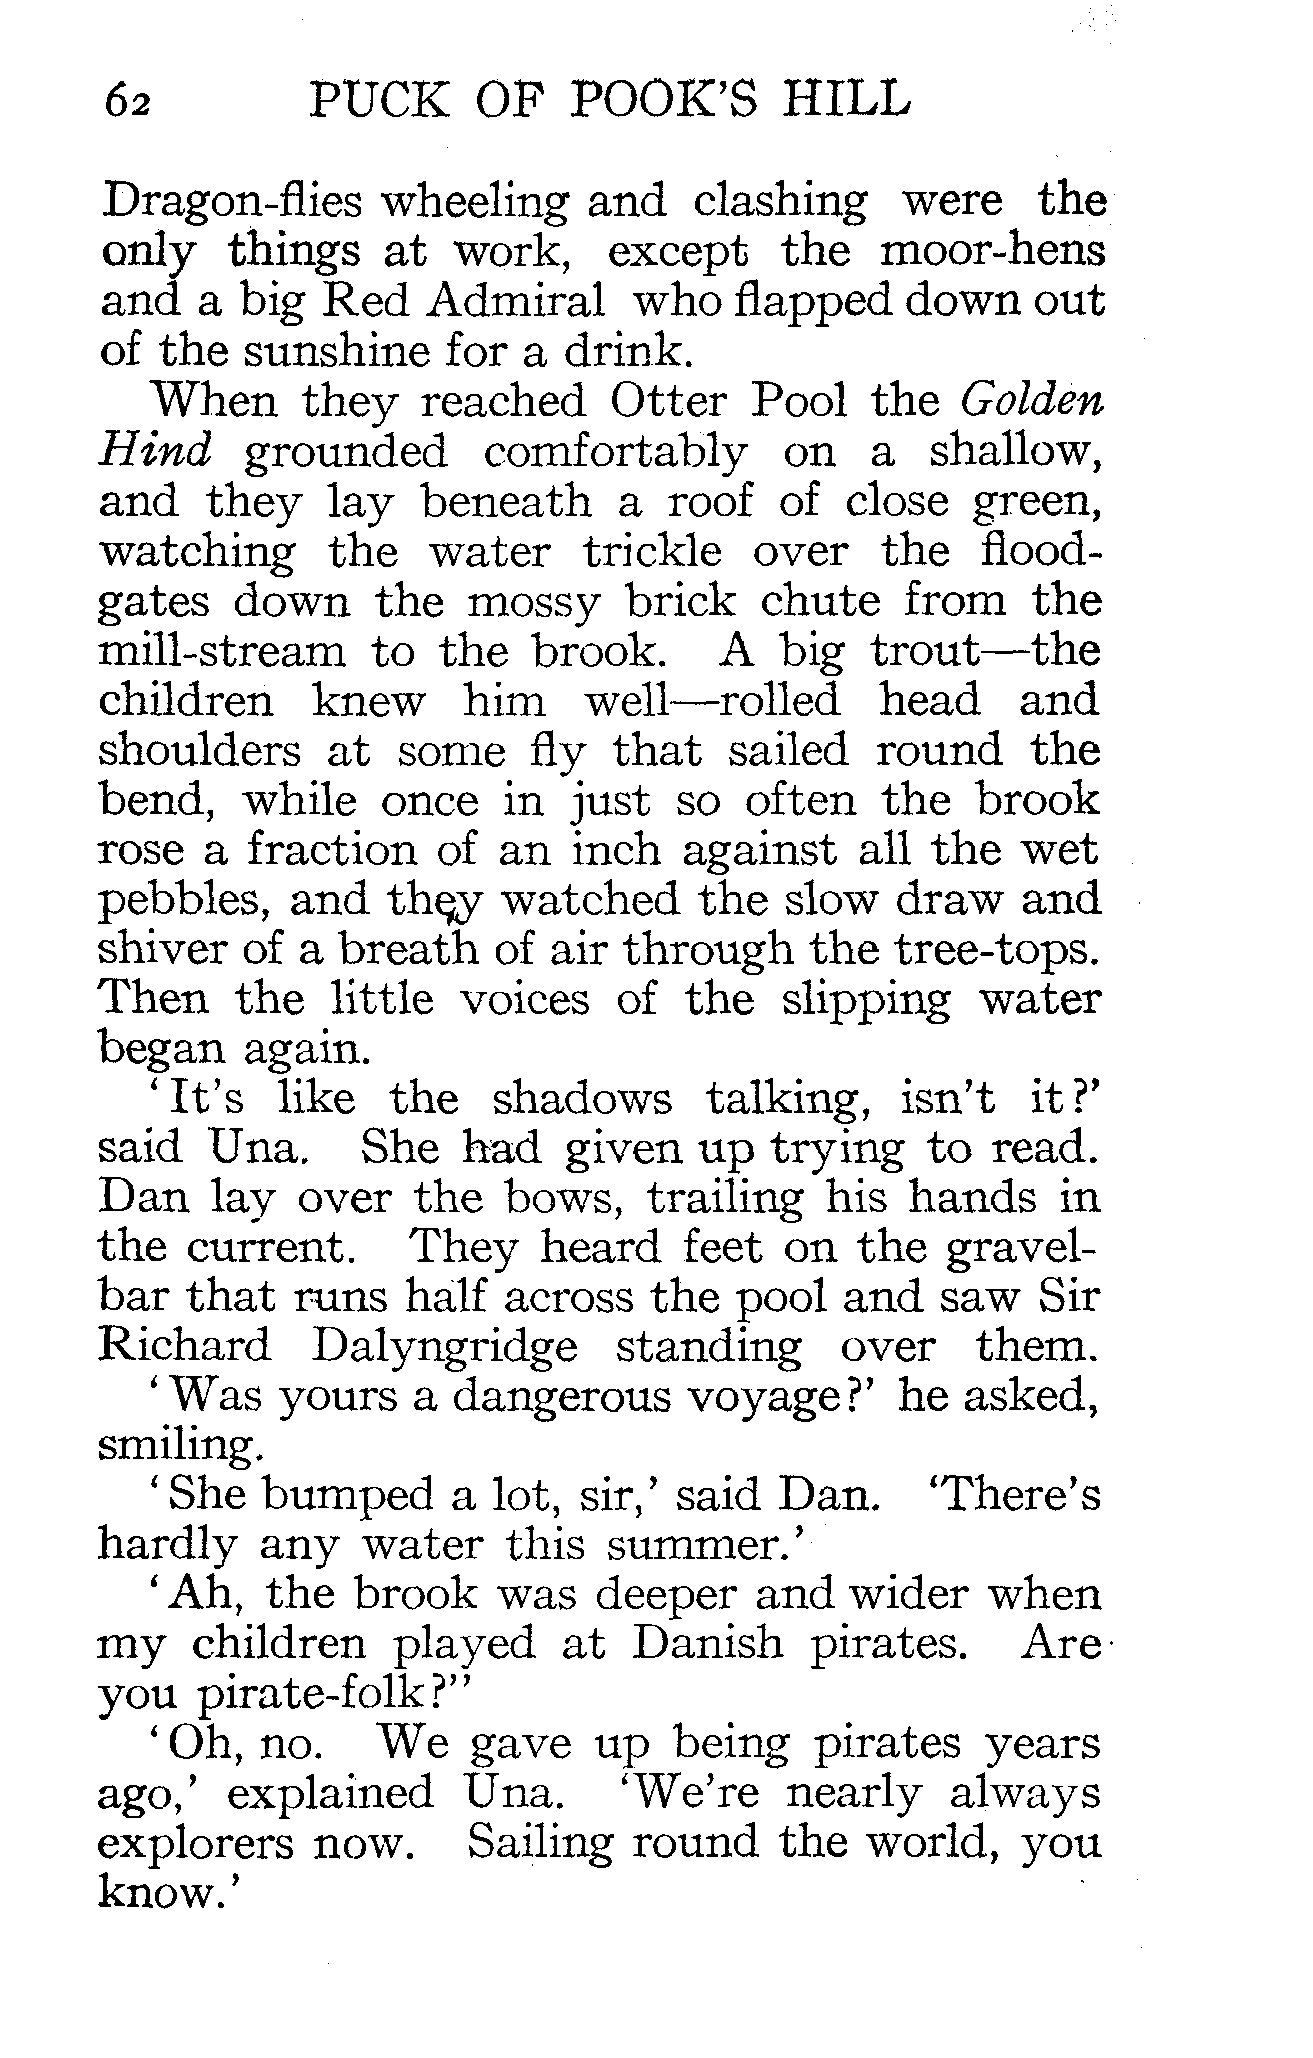 62 PUCK OF POOK'S HILL
Dragon-flies wheeling and clashing were the
only things at work, except the moor-hens
and a big Red Admiral who flapped down out
of the sunshine for a drink.
When they reached Otter Pool the Golden
Hind grounded comfortably on a shallow,
and they lay beneath a roof of close green,
watching the water trickle over the flood-
gates down the mossy brick chute from the
mill-stream to the brook. A big trout—the
children knew him well—rolled head and
shoulders at some fly that sailed round the
bend, while once in just so often the brook
rose a fraction of an inch against all the wet
pebbles, and they watched the slow draw and
shiver of a breath of air through the tree-tops.
Then the little voices of the slipping water
began again.
'It's like the shadows talking, isn't it?'
said Una. She had given up trying to read.
Dan lay over the bows, trailing his hands in
the current. They heard feet on the gravel-
bar that runs half across the pool and saw Sir
Richard Dalyngridge standing over them.
'Was yours a dangerous voyage?' he asked,
smiling.
'She bumped a lot, sir,' said Dan. 'There's
hardly any water this summer.'
'Ah, the brook was deeper and wider when
my children played at Danish pirates. Are
you pirate-folk?"
'Oh, no. We gave up being pirates years
ago,' explained Una. 'We're nearly always
explorers now. Sailing round the world, you
know.'